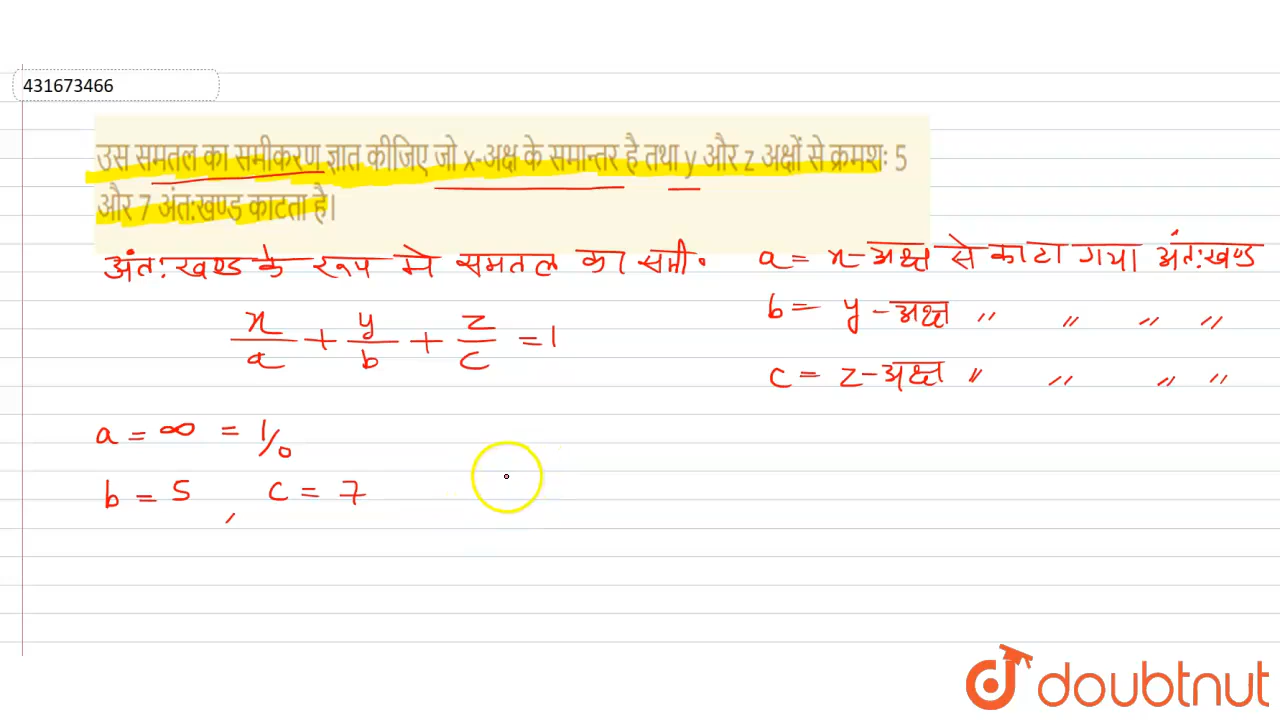 431673466
उस समतल का समीकरण ज्ञात कीजिए जो x-अक्ष के समान्तर है तथा y और z अक्षों से क्रमशः 5
और 7 अंत:खण्ड काटता है।
अंत:खण्ड के रूप मे समतल का समी॰
x/a + y/b + z/c = 1
a = x-अक्ष से काटा गया अंत:खण्ड
b = y-अक्ष " " " "
c = z-अक्ष " " " "
a = ∞ = 1/0
b = 5 , c = 7
doubtnut